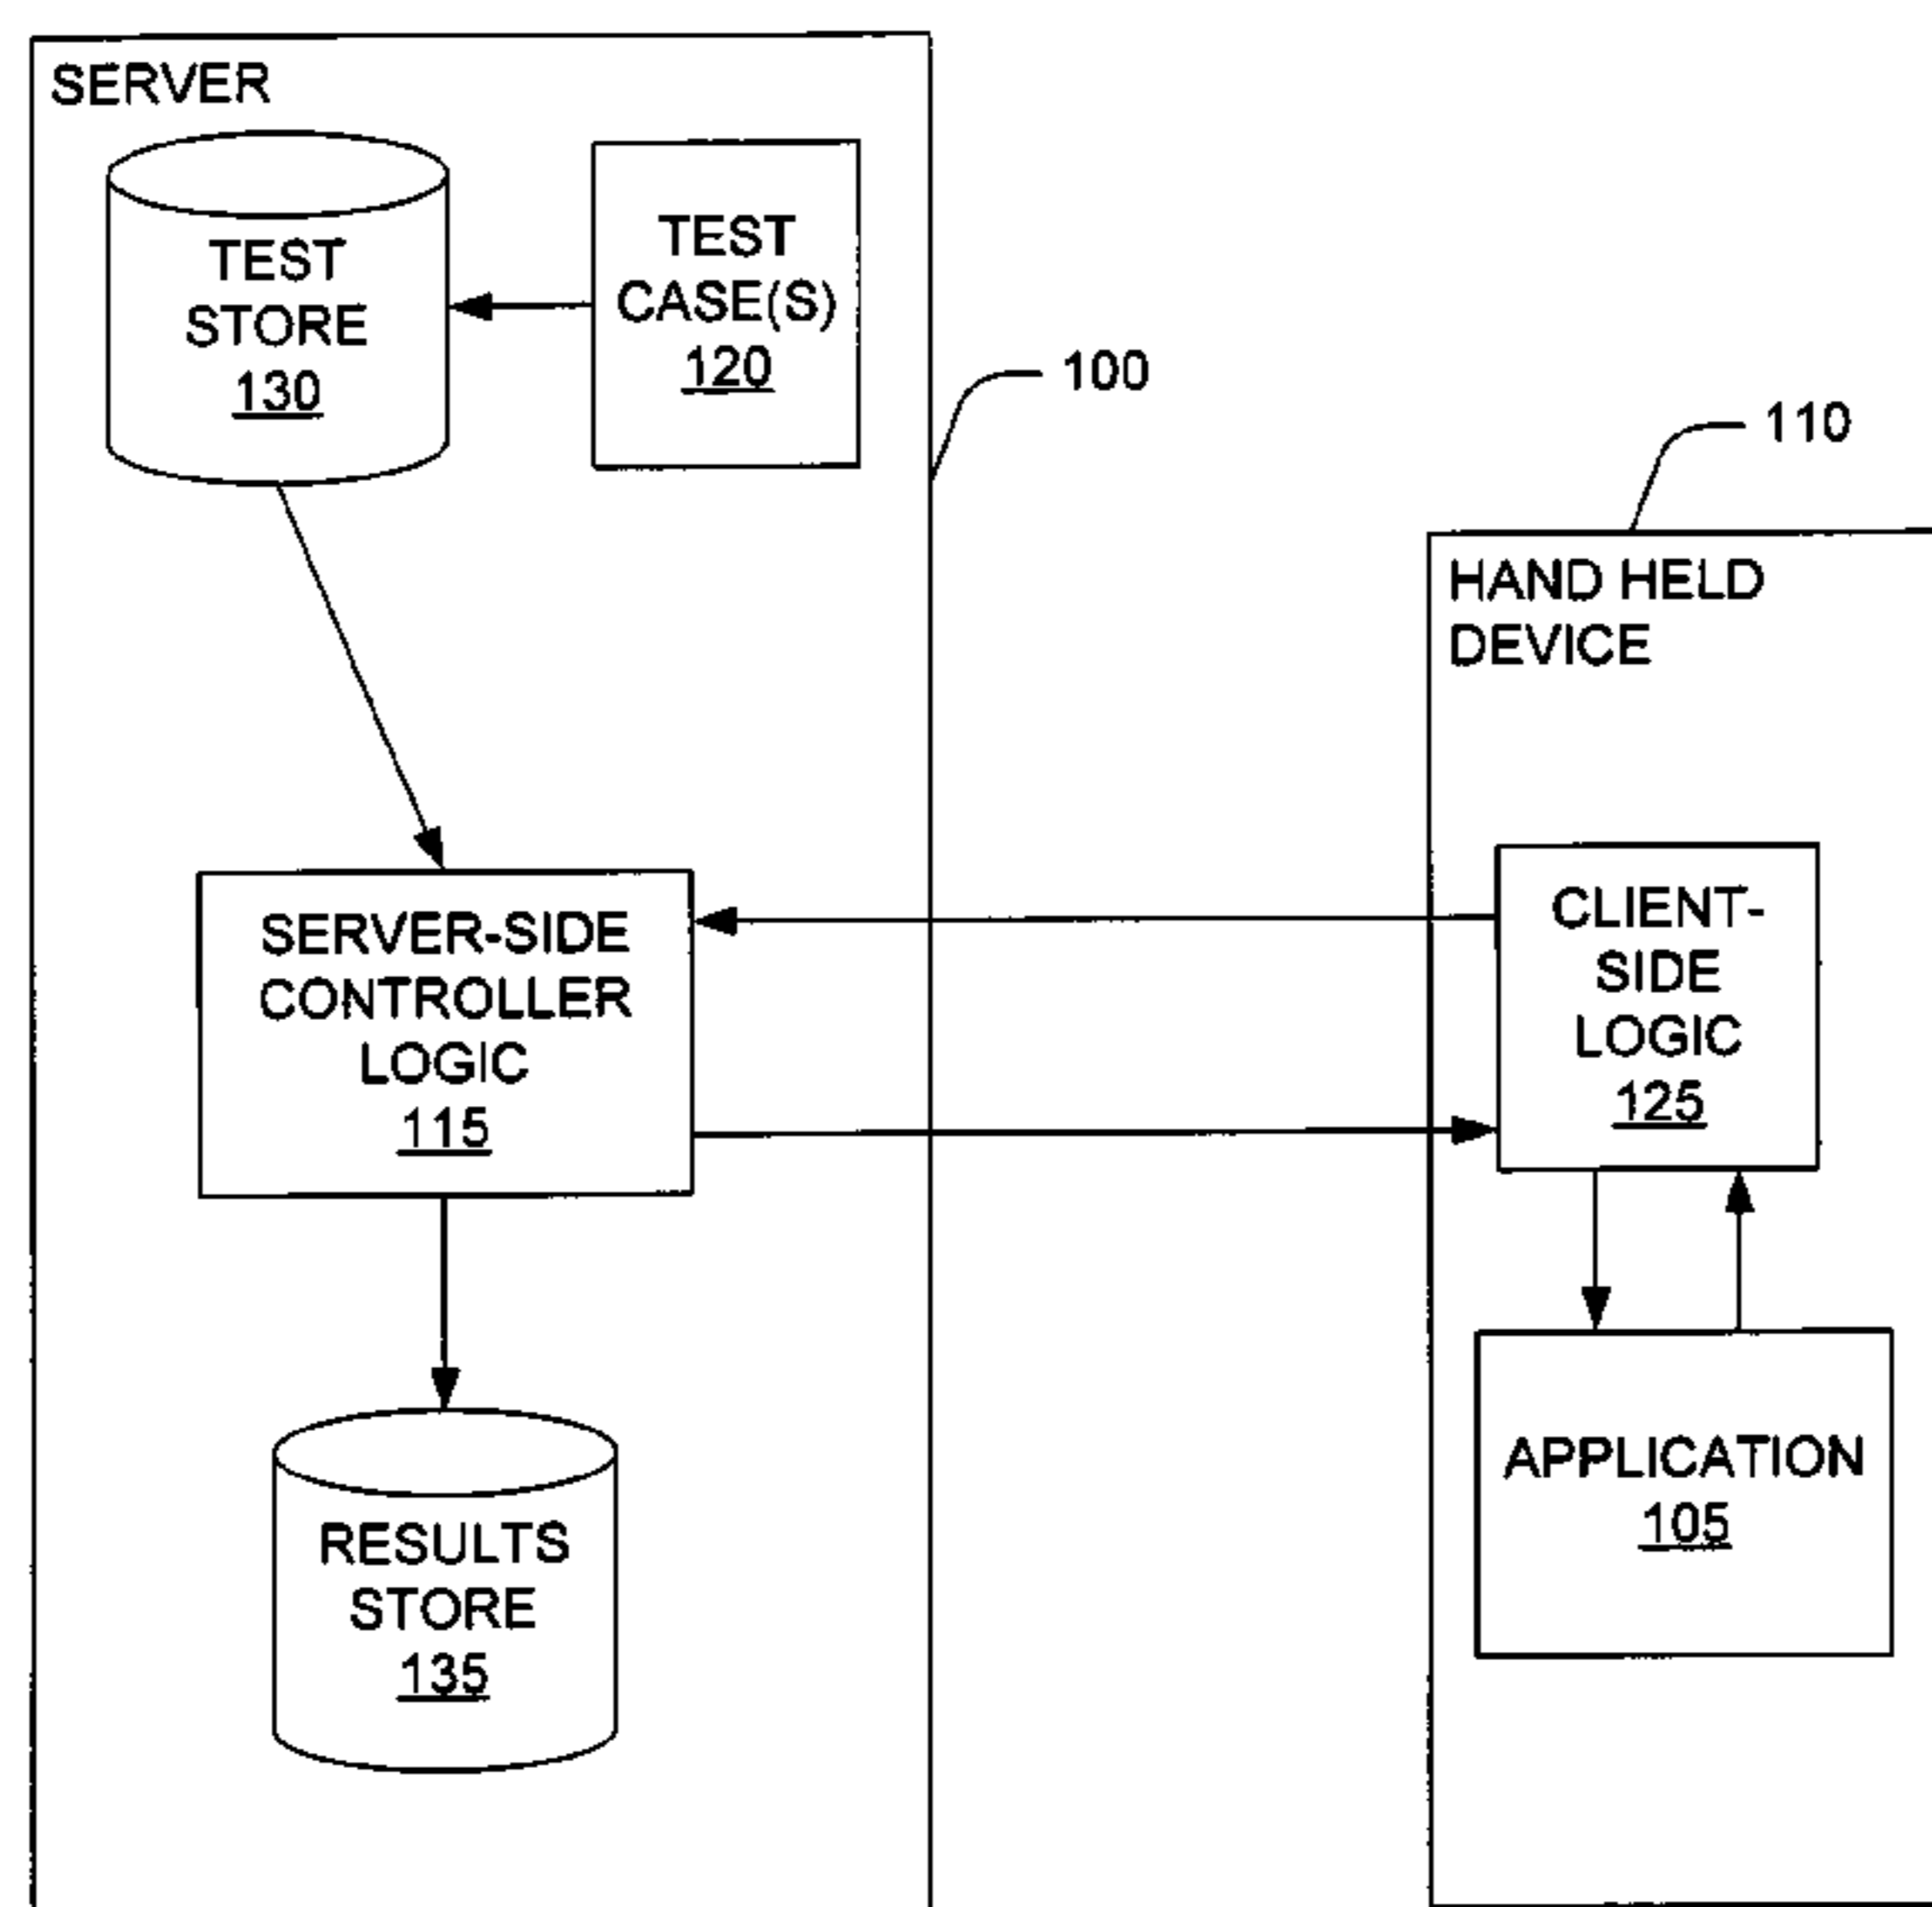 SERVER
TEST
STORE
130
TEST
CASE(S)
120
100
110
HAND HELD
DEVICE
SERVER-SIDE
CONTROLLER
LOGIC
115
CLIENT-
SIDE
LOGIC
125
APPLICATION
105
RESULTS
STORE
135